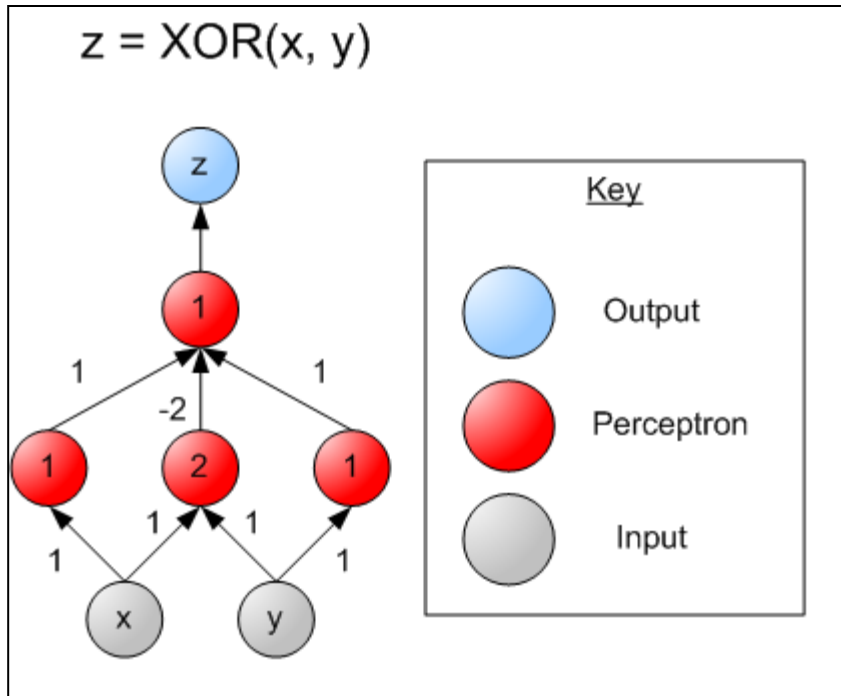 z = XOR(x, y)
z
1
1
1
-2
1
2
1
1
1
1
1
x
y
Key
Output
Perceptron
Input